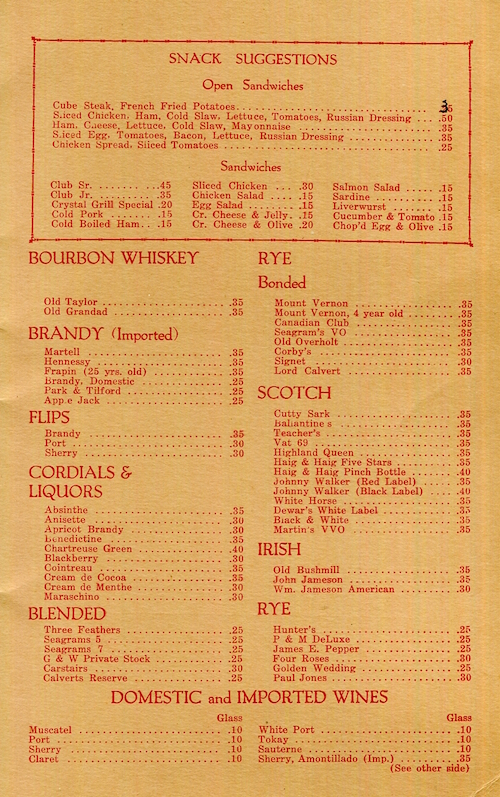 SNACK SUGGESTIONS
Open Sandwiches
Cube Steak, French Fried Potatoes
Sliced Chicken, Ham, Cold Slaw, Lettuce, Tomatoes, Russian Dressing ... .50
Ham, Cheese, Lettuce, Cold Slaw, Mayonnaise .35
Sliced Egg, Tomatoes, Bacon, Lettuce, Russian Dressing .35
Chicken Spread, Sliced Tomatoes .25
Sandwiches
Club Sr. .45
Club Jr. .35
Crystal Grill Special .20
Cold Pork .15
Cold Boiled Ham .15
Sliced Chicken .30
Chicken Salad .15
Egg Salad .15
Cr. Cheese & Jelly .15
Cr. Cheese & Olive .20
Salmon Salad .15
Sardine .15
Liverwurst .15
Cucumber & Tomato .15
Chop'd Egg & Olive .15
BOURBON WHISKEY
Old Taylor .35
Old Grandad .35
BRANDY (Imported)
Martell .35
Hennessy .35
Frapin (25 yrs. old) .35
Brandy, Domestic .25
Park & Tilford .25
Apple Jack .25
FLIPS
Brandy .35
Port .30
Sherry .30
CORDIALS &
LIQUORS
Absinthe .35
Anisette .30
Apricot Brandy .30
Benedictine .35
Chartreuse Green .40
Blackberry .30
Cointreau .35
Cream de Cocoa .35
Creme de Menthe .30
Maraschino .30
BLENDED
Three Feathers .25
Seagrams 5 .25
Seagrams 7 .25
G & W Private Stock .25
Carstairs .30
Calverts Reserve .25
RYE
Bonded
Mount Vernon .35
Mount Vernon, 4 year old .35
Canadian Club .35
Seagram's VO .35
Old Overholt .35
Corby's .35
Signet .30
Lord Calvert .35
SCOTCH
Cutty Sark .35
Ballantine's .35
Teacher's .35
Vat 69 .35
Highland Queen .35
Haig & Haig Five Stars .35
Haig & Haig Pinch Bottle .40
Johnny Walker (Red Label) .35
Johnny Walker (Black Label) .40
White Horse .35
Dewar's White Label .35
Black & White .35
Martin's VVO .35
IRISH
Old Bushmill .35
John Jameson .35
Wm. Jameson American .30
RYE
Hunter's .25
P & M DeLuxe .25
James E. Pepper .25
Four Roses .30
Golden Wedding .25
Paul Jones .30
DOMESTIC and IMPORTED WINES
Glass
Muscatel .10
Port .10
Sherry .10
Claret .10
Glass
White Port .10
Tokay .10
Sauterne .10
Sherry, Amontillado (Imp.) .35
(See other side)